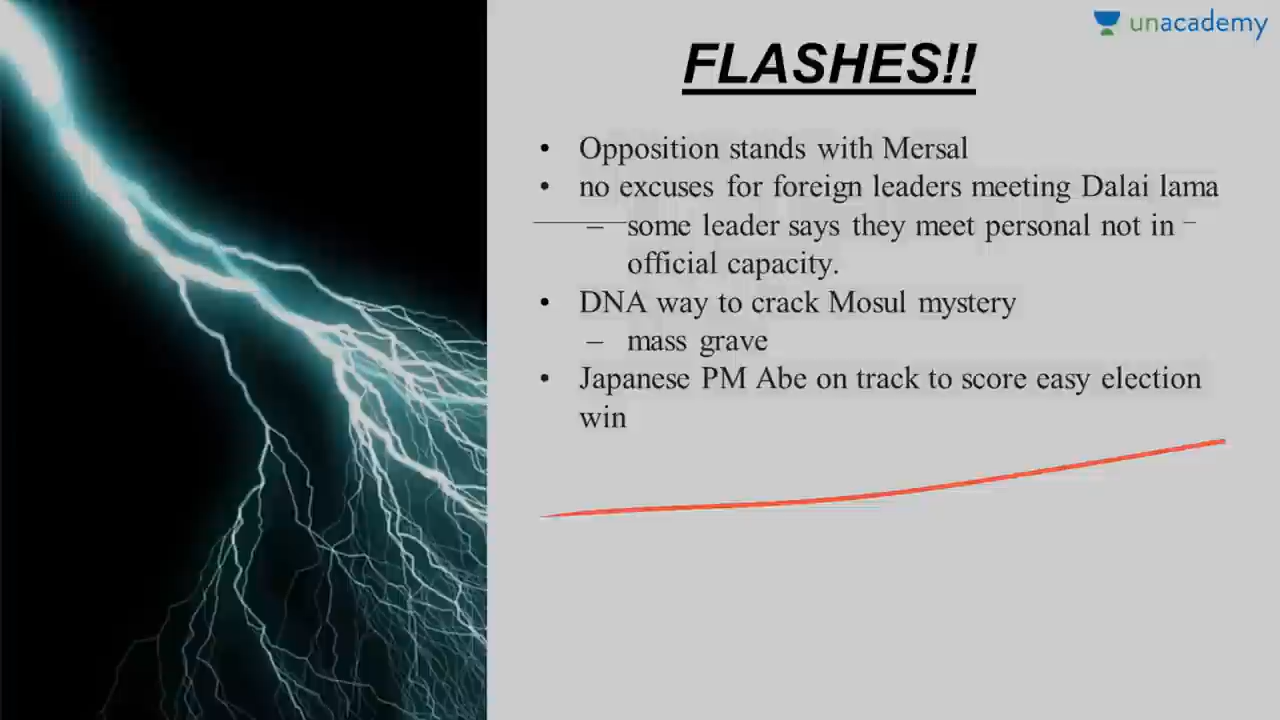 unacademy
FLASHES!!
• Opposition stands with Mersal
• no excuses for foreign leaders meeting Dalai lama
– some leader says they meet personal not in
official capacity.
• DNA way to crack Mosul mystery
– mass grave
• Japanese PM Abe on track to score easy election
win